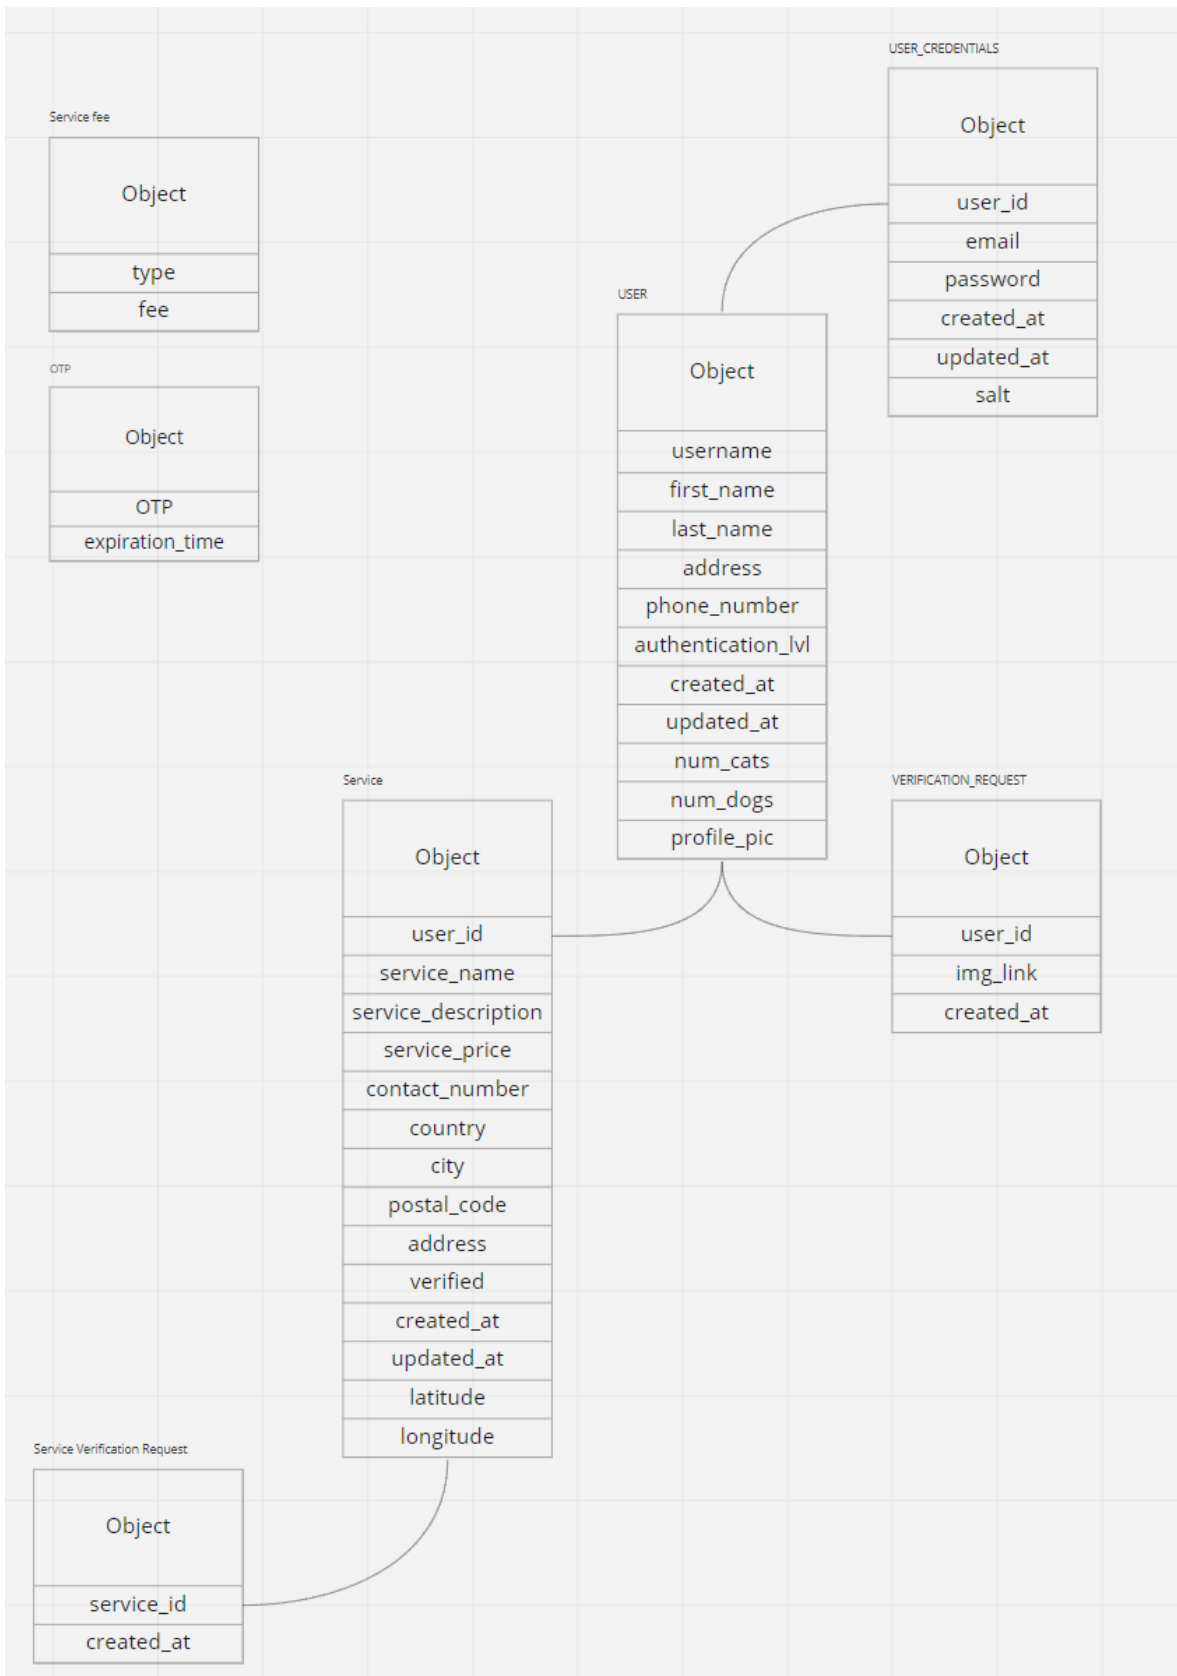 USER_CREDENTIALS
Object
user_id
email
password
created_at
updated_at
salt
Service fee
Object
type
fee
OTP
Object
OTP
expiration_time
USER
Object
username
first_name
last_name
address
phone_number
authentication_lvl
created_at
updated_at
num_cats
num_dogs
profile_pic
Service
Object
user_id
service_name
service_description
service_price
contact_number
country
city
postal_code
address
verified
created_at
updated_at
latitude
longitude
VERIFICATION_REQUEST
Object
user_id
img_link
created_at
Service Verification Request
Object
service_id
created_at